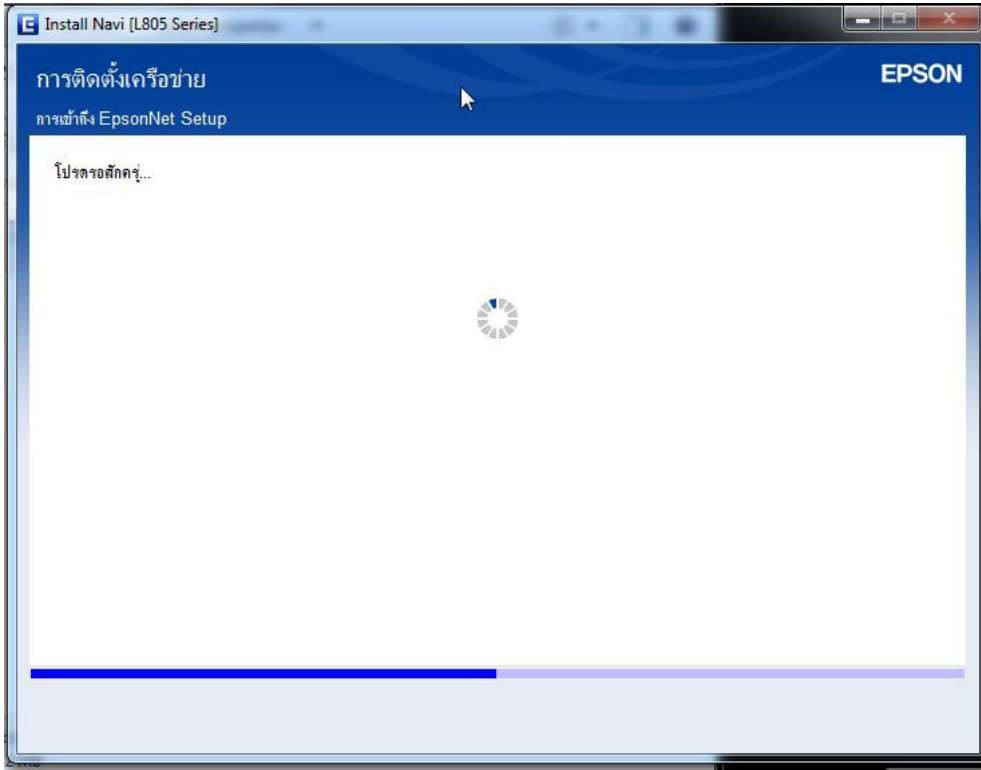 Install Navi [L805 Series]
การติดตั้งเครือข่าย
EPSON
การเข้าถึง EpsonNet Setup
โปรดรอสักครู่...